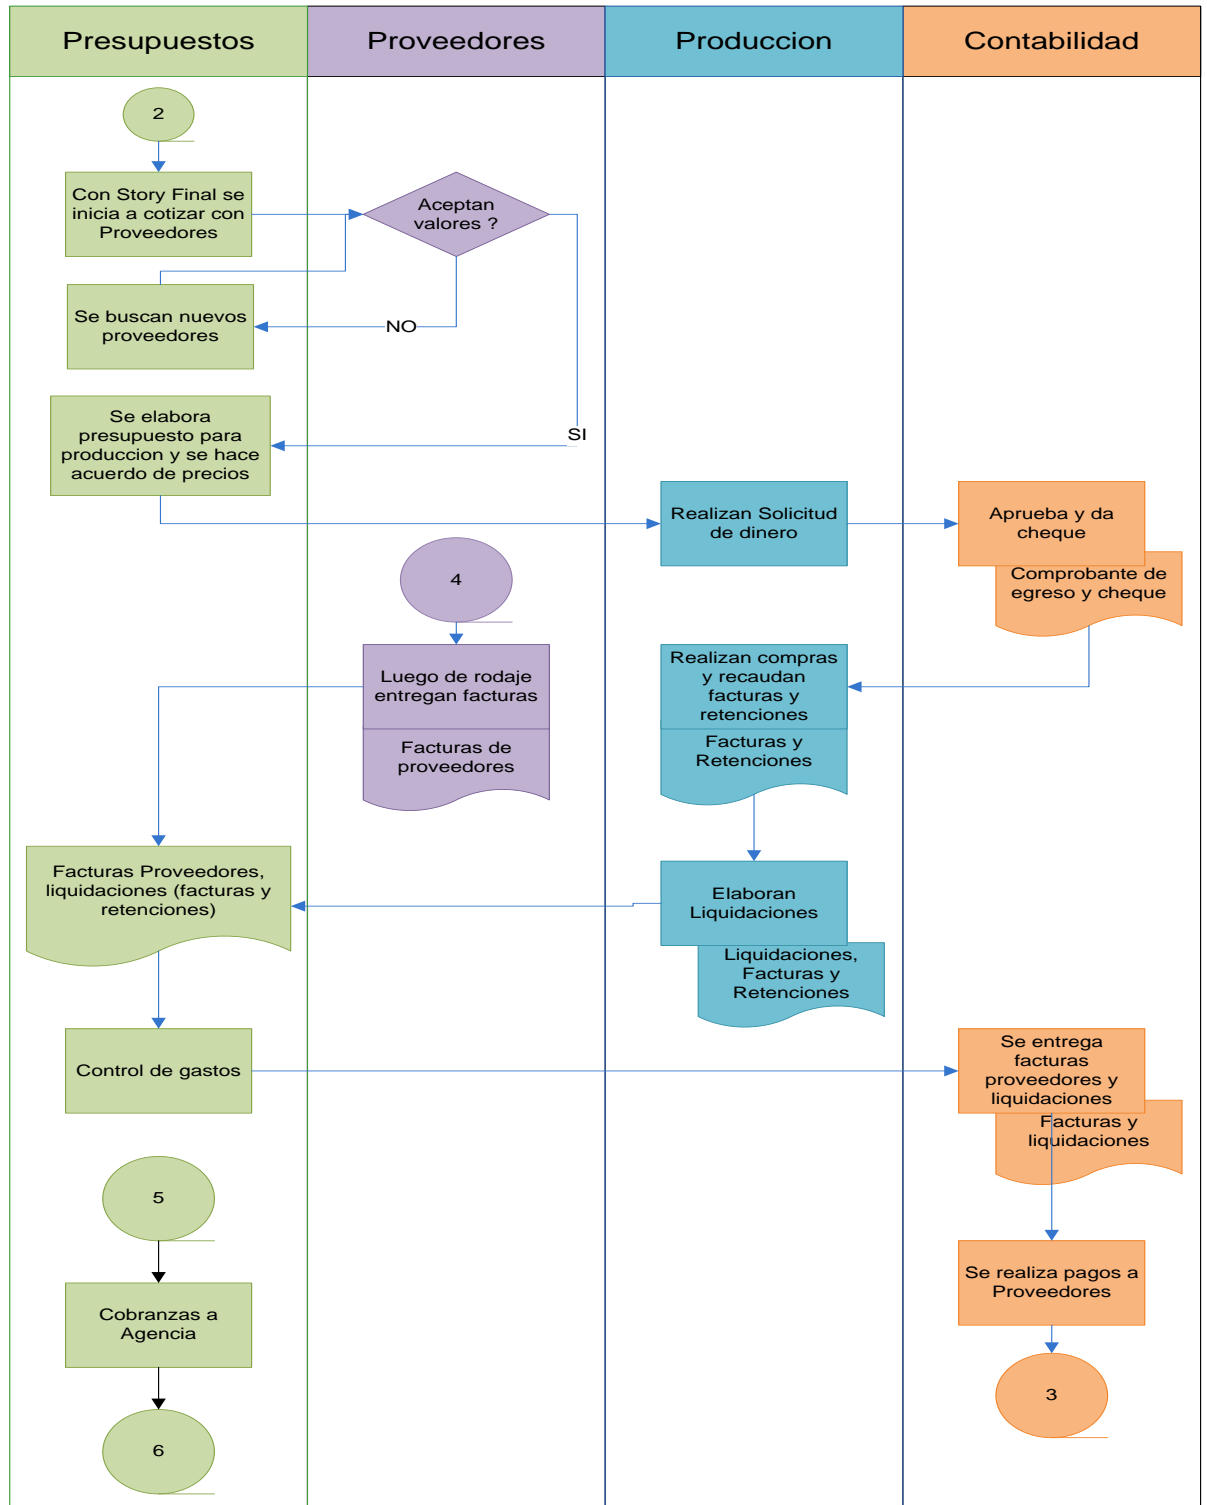 Presupuestos
Proveedores
Produccion
Contabilidad
2
Con Story Final se
inicia a cotizar con
Proveedores
Aceptan
valores ?
Se buscan nuevos
proveedores
NO
Se elabora
presupuesto para
produccion y se hace
acuerdo de precios
SI
Realizan Solicitud
de dinero
Aprueba y da
cheque
Comprobante de
egreso y cheque
4
Luego de rodaje
entregan facturas
Facturas de
proveedores
Realizan compras
y recaudan
facturas y
retenciones
Facturas y
Retenciones
Facturas Proveedores,
liquidaciones (facturas y
retenciones)
Elaboran
Liquidaciones
Liquidaciones,
Facturas y
Retenciones
Control de gastos
Se entrega
facturas
proveedores y
liquidaciones
Facturas y
liquidaciones
5
Cobranzas a
Agencia
6
Se realiza pagos a
Proveedores
3